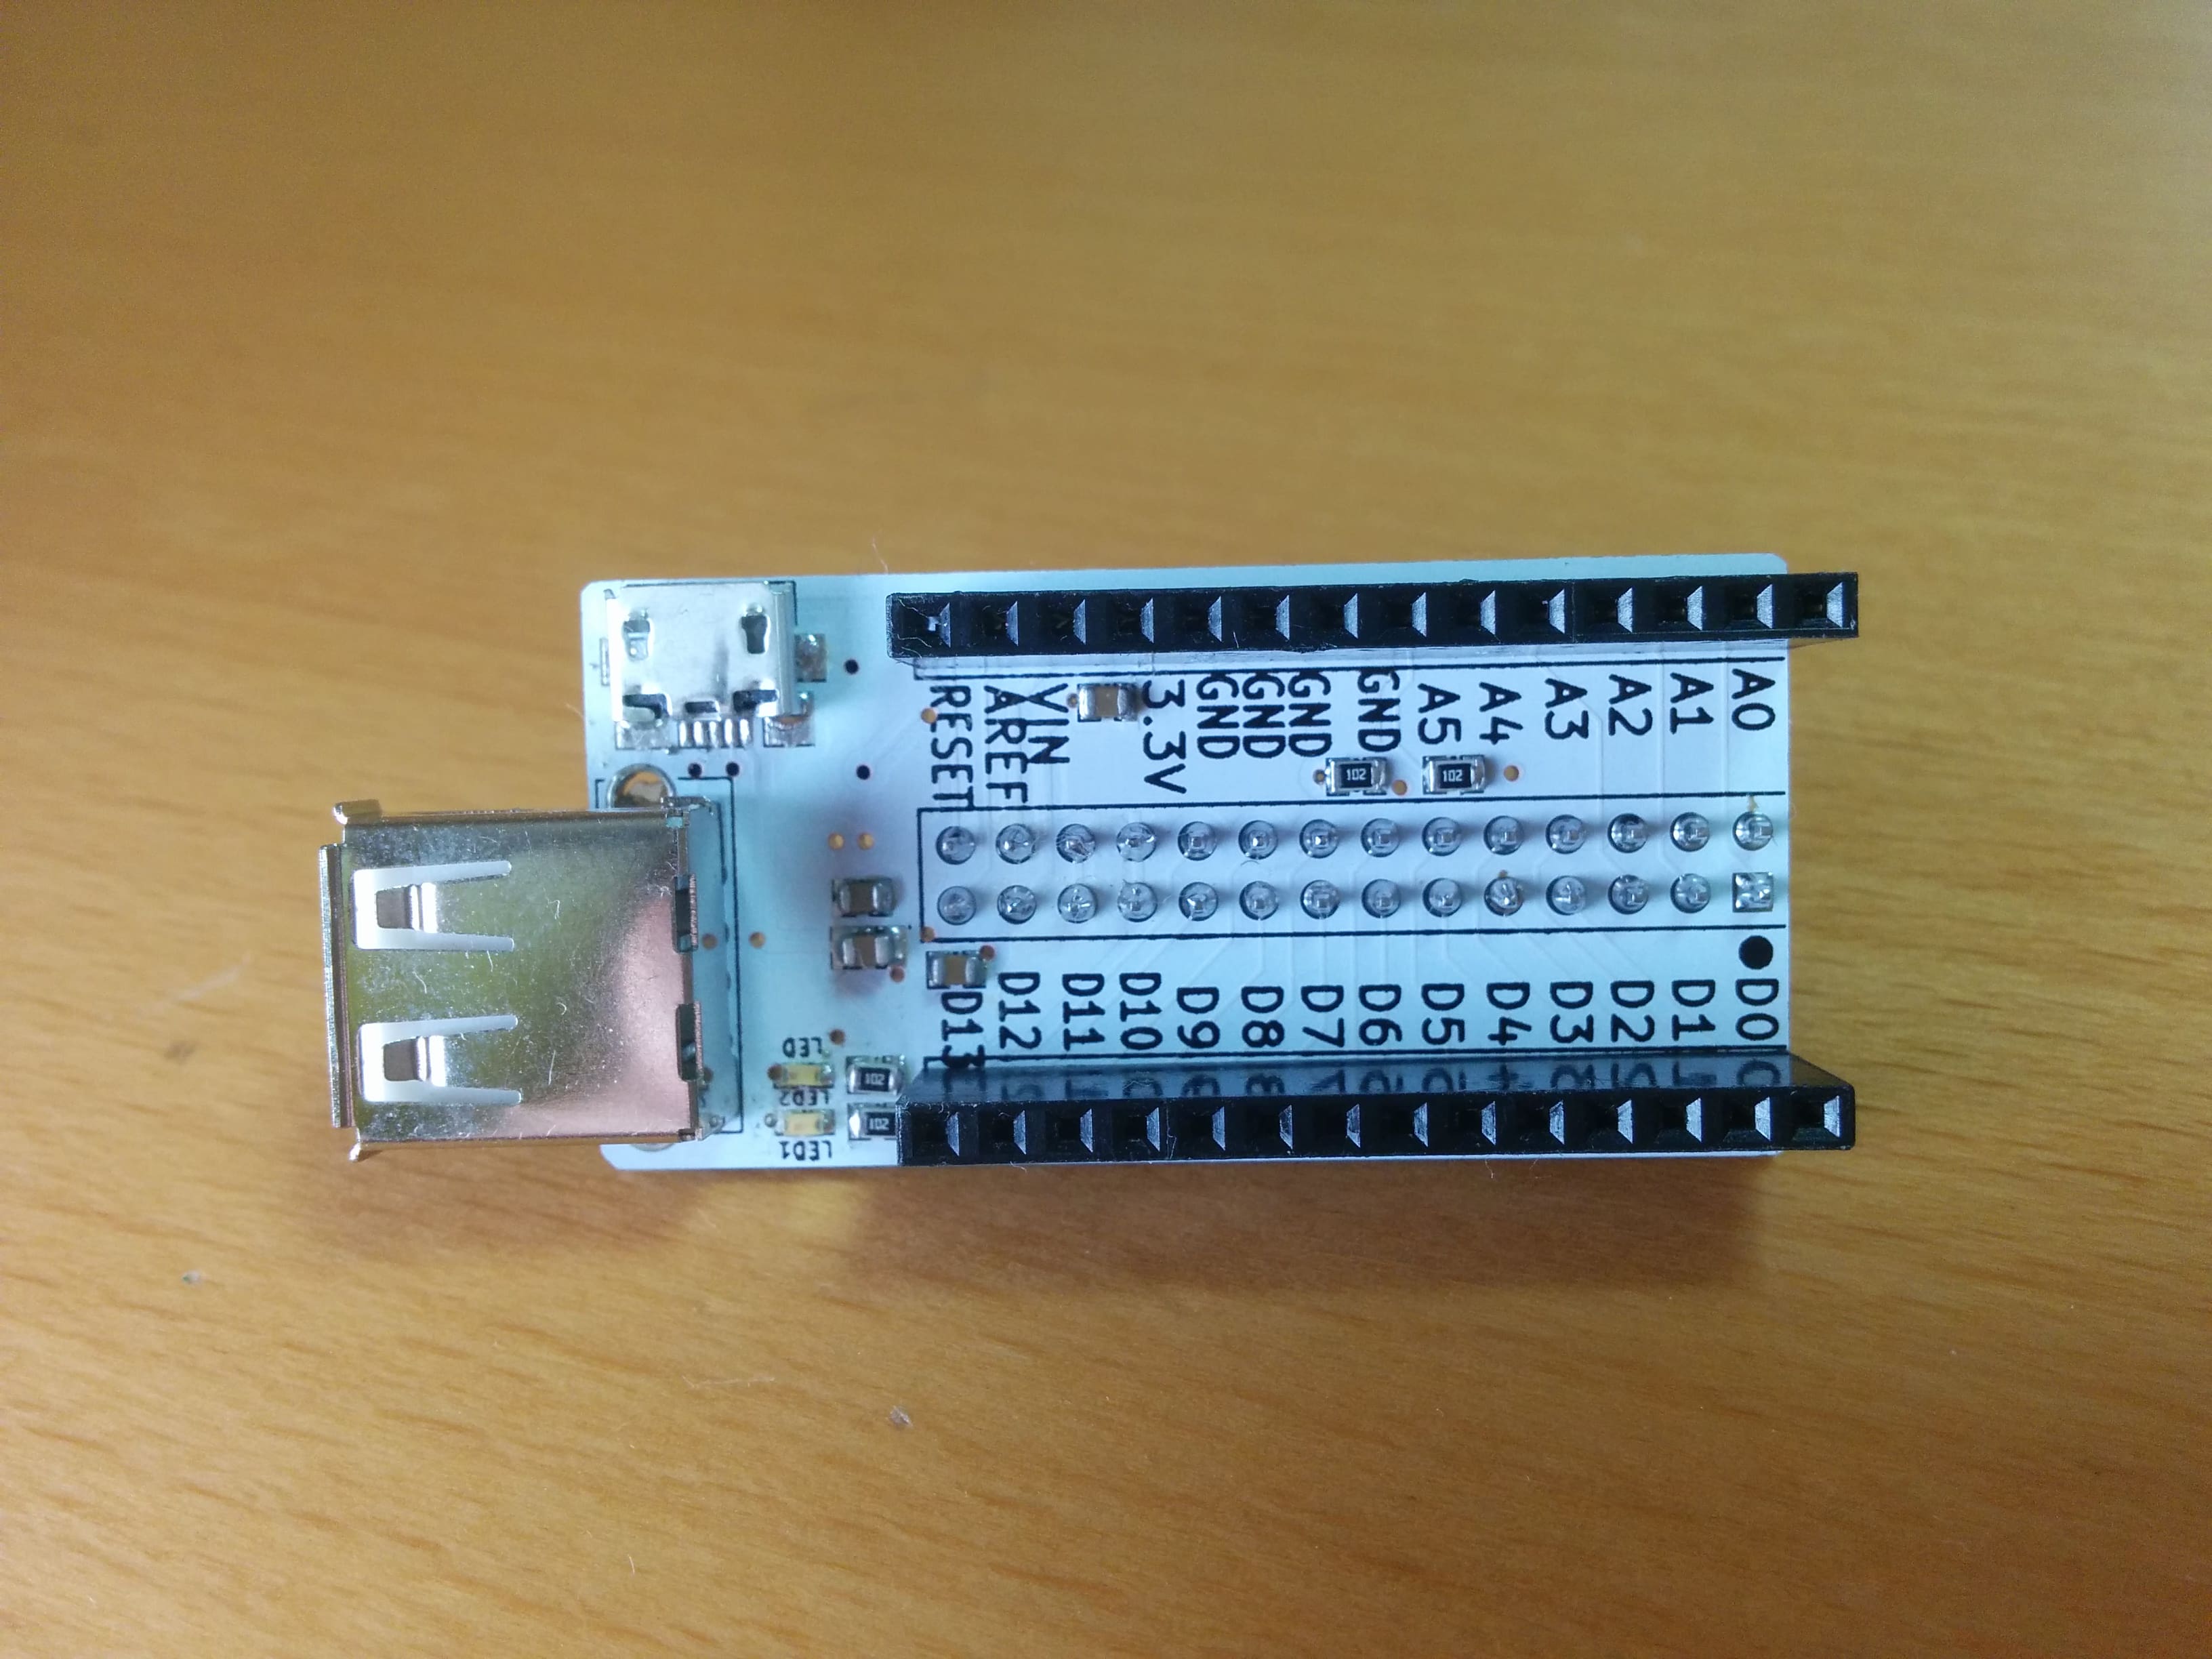 RESET
AREF
VIN
3.3V
GND
GND
GND
GND
A5
A4
A3
A2
A1
A0
102
102
D13
D12
D11
D10
D9
D8
D7
D6
D5
D4
D3
D2
D1
D0
LED
LED2
LED1
102
102